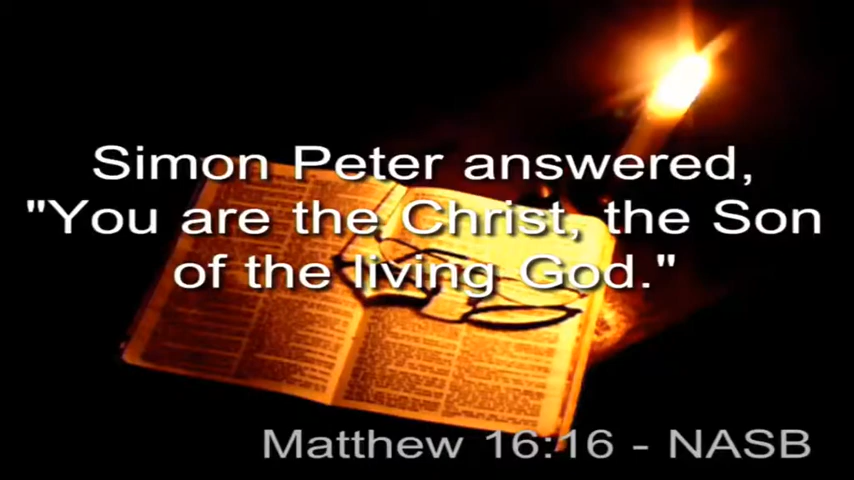 Simon Peter answered,
"You are the Christ, the Son
of the living God."
Matthew 16:16 - NASB